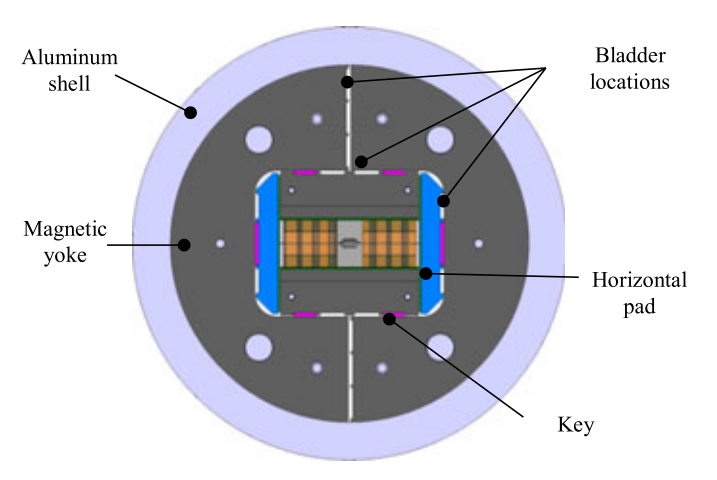 Aluminum
shell
Bladder
locations
Magnetic
yoke
Horizontal
pad
Key